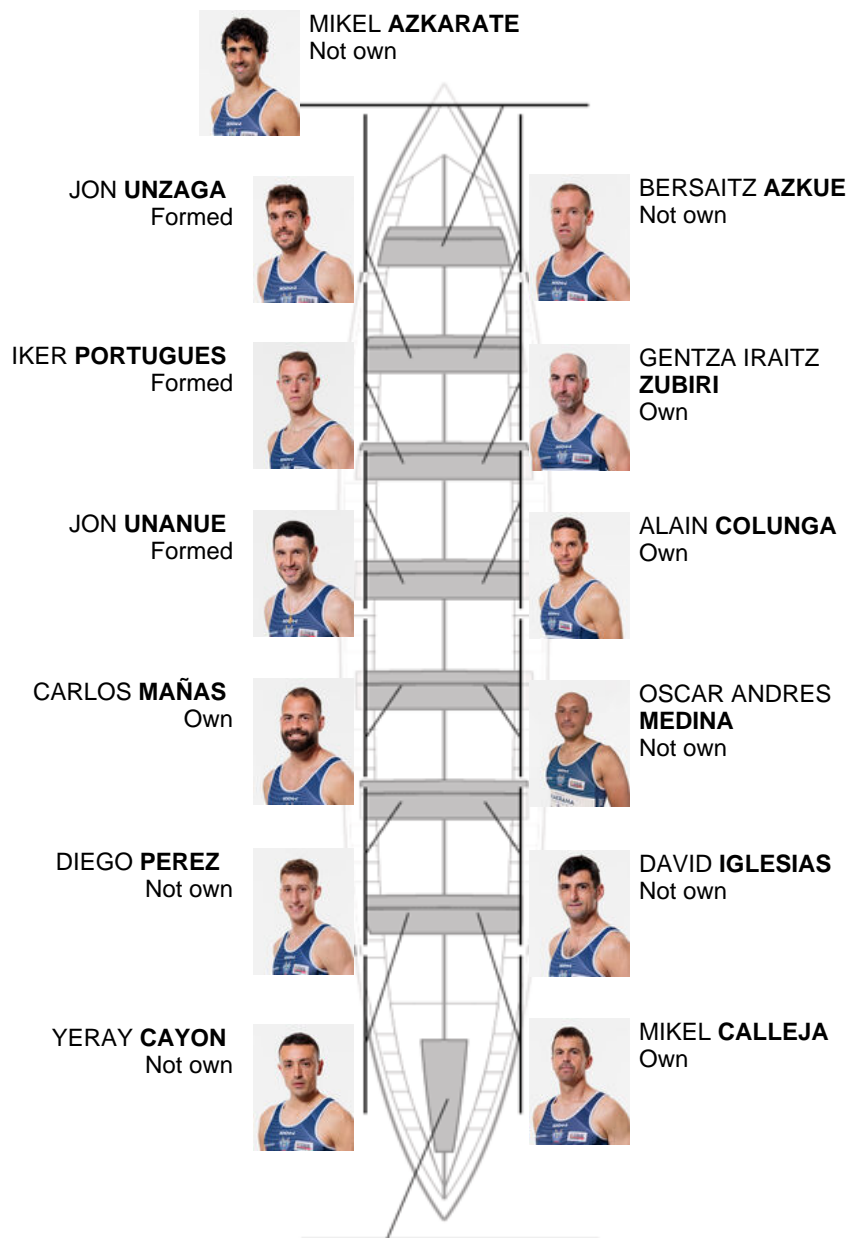 MIKEL AZKARATE
Not own
JON UNZAGA
Formed
BERSAITZ AZKUE
Not own
IKER PORTUGUES
Formed
GENTZA IRAITZ
ZUBIRI
Own
JON UNANUE
Formed
ALAIN COLUNGA
Own
CARLOS MAÑAS
Own
OSCAR ANDRES
MEDINA
Not own
DIEGO PEREZ
Not own
DAVID IGLESIAS
Not own
YERAY CAYON
Not own
MIKEL CALLEJA
Own